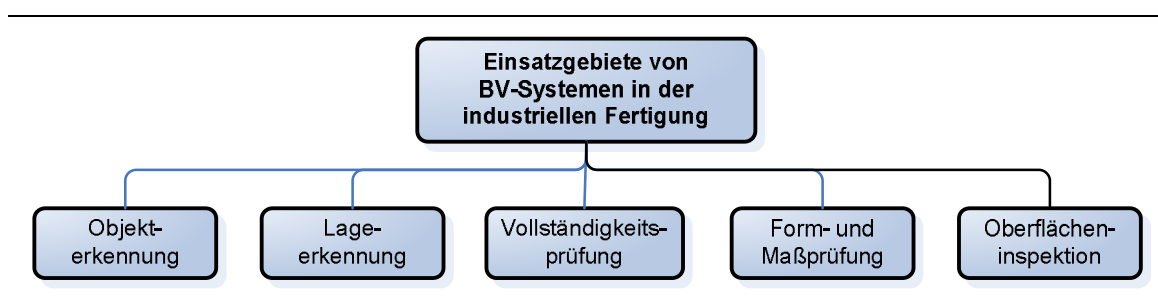 Einsatzgebiete von
BV-Systemen in der
industriellen Fertigung
Objekt-
erkennung
Lage-
erkennung
Vollständigkeits-
prüfung
Form- und
Maßprüfung
Oberflächen-
inspektion